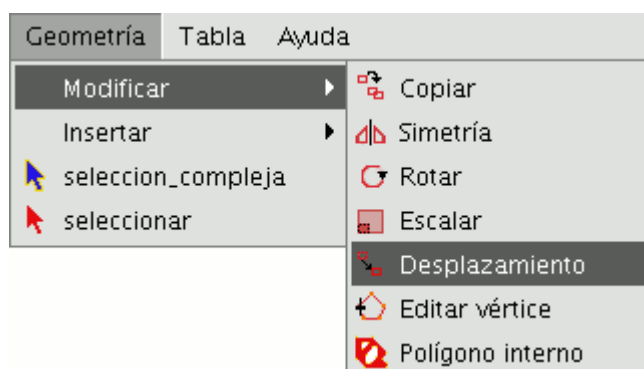 Geometría Tabla Ayuda
Modificar
Insertar
seleccion_compleja
seleccionar
Copiar
Simetría
Rotar
Escalar
Desplazamiento
Editar vértice
Polígono interno